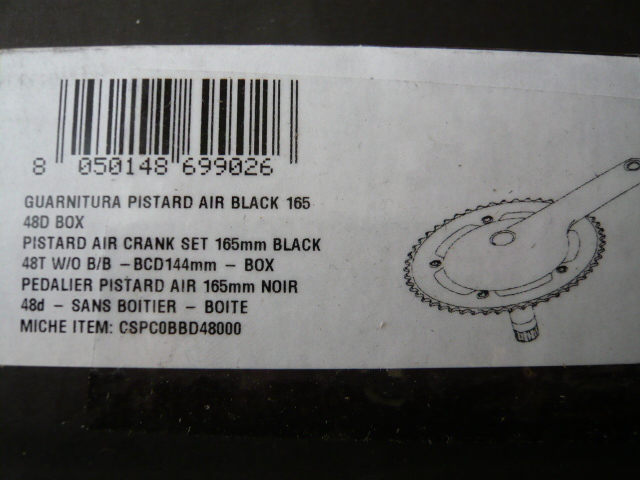 8 050148 699026
GUARNITURA PISTARD AIR BLACK 165
48D BOX
PISTARD AIR CRANK SET 165mm BLACK
48T W/O B/B – BCD144mm – BOX
PEDALIER PISTARD AIR 165mm NOIR
48d – SANS BOITIER – BOITE
MICHE ITEM: CSPC0BBD48000